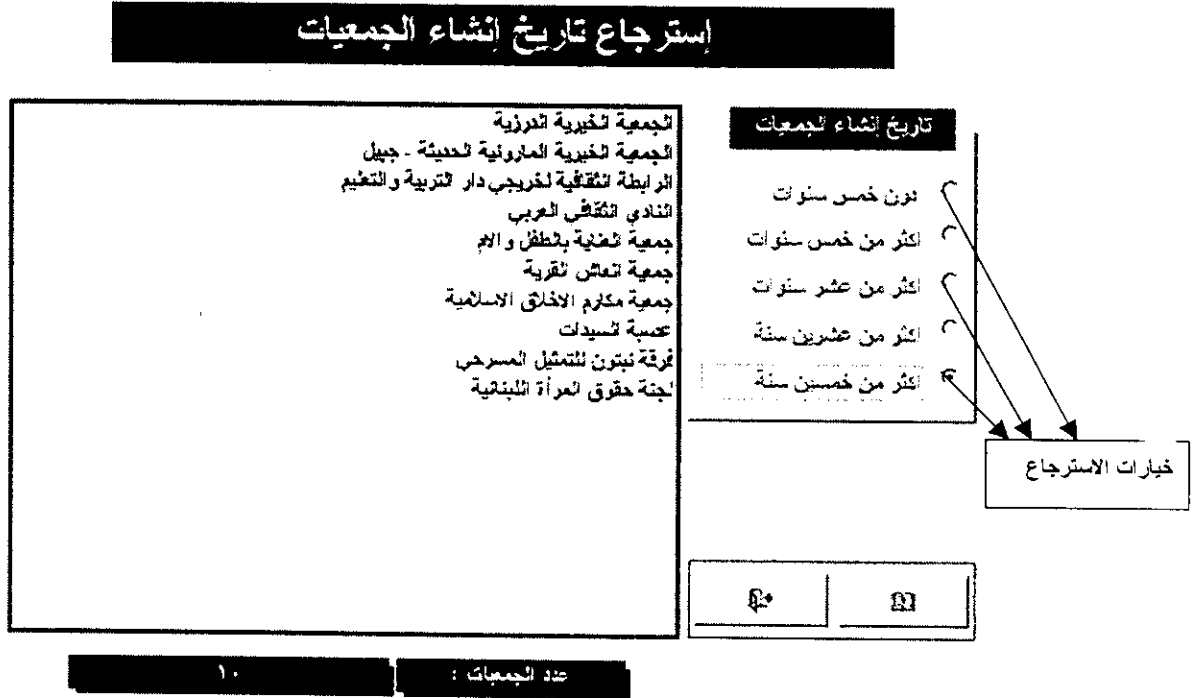 إسترجاع تاريخ إنشاء الجمعيات
تاريخ إنشاء الجمعيات
دون خمس سنوات
اكثر من خمس سنوات
اكثر من عشر سنوات
اكثر من عشرين سنة
اكثر من خمسين سنة
خيارات الاسترجاع
الجمعية الخيرية الدرزية
الجمعية الخيرية المارونية الحديثة - جبيل
الرابطة الثقافية لخريجي دار التربية والتعليم
النادي الثقافي العربي
جمعية العناية بالطفل والام
جمعية انعاش القرية
جمعية مكارم الاخلاق الاسلامية
عصبة السيدات
فرقة نبتون للتمثيل المسرحي
لجنة حقوق المرأة اللبنانية
عدد الجمعيات : ١٠